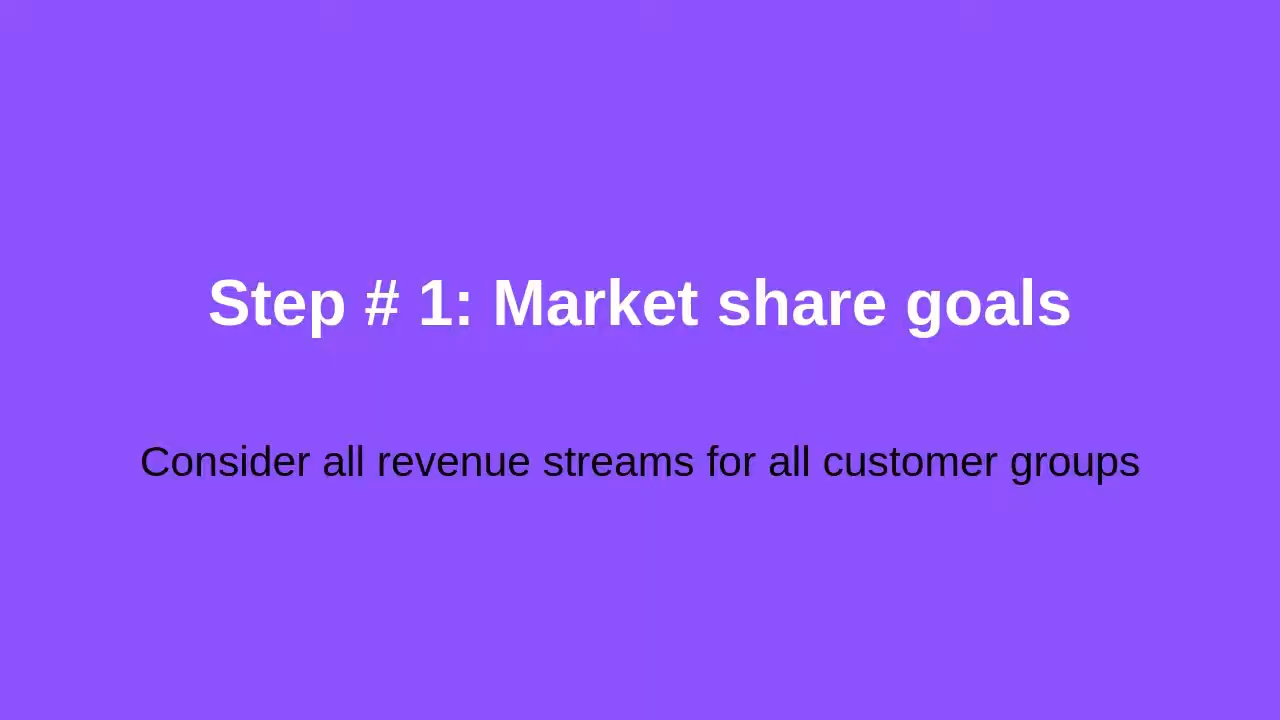 Step # 1: Market share goals
Consider all revenue streams for all customer groups